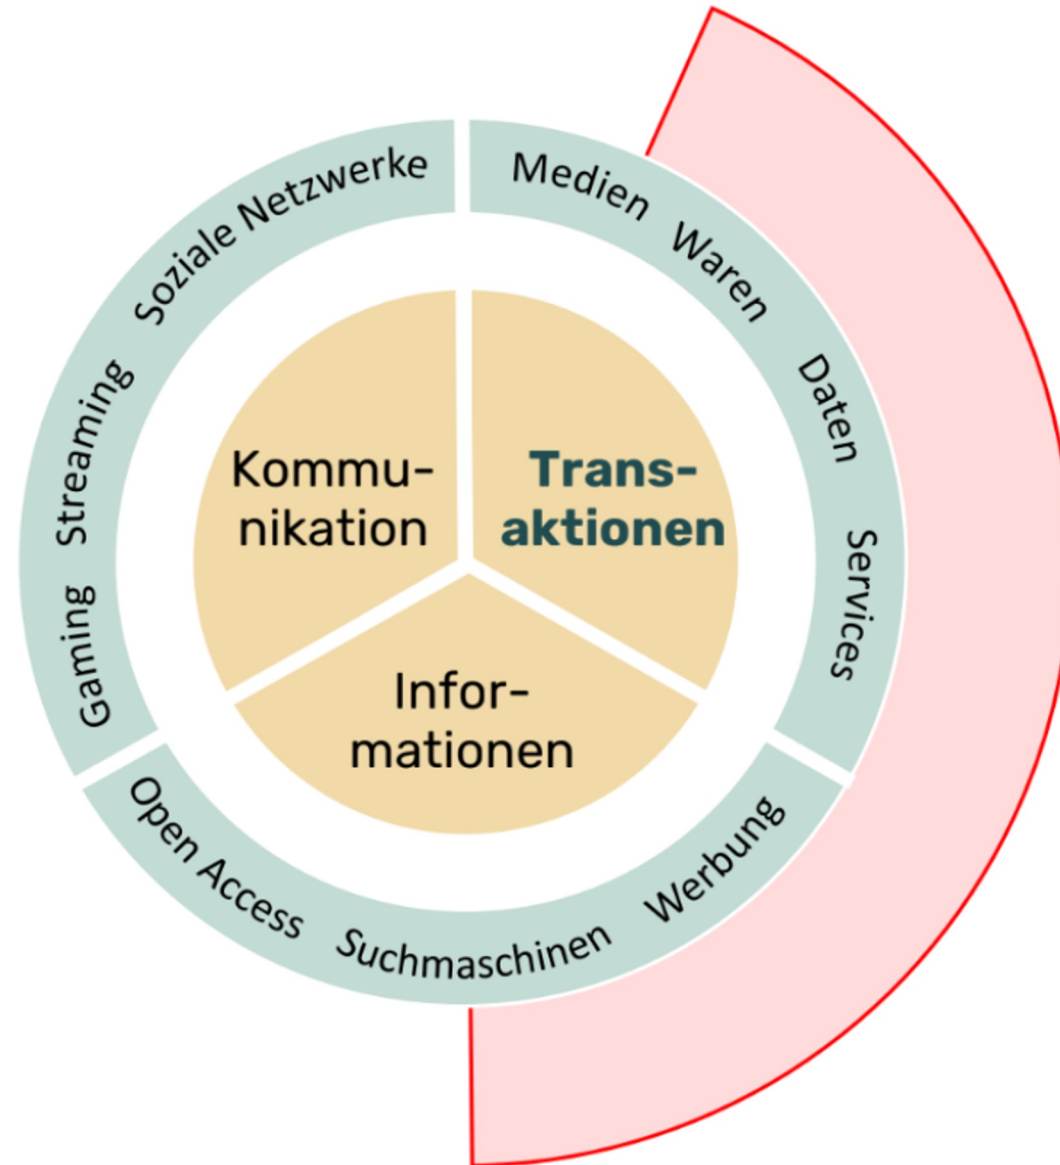 Soziale Netzwerke
Streaming
Gaming
Medien
Waren
Daten
Services
Kommu-
nikation
Trans-
aktionen
Infor-
mationen
Open Access
Suchmaschinen
Werbung